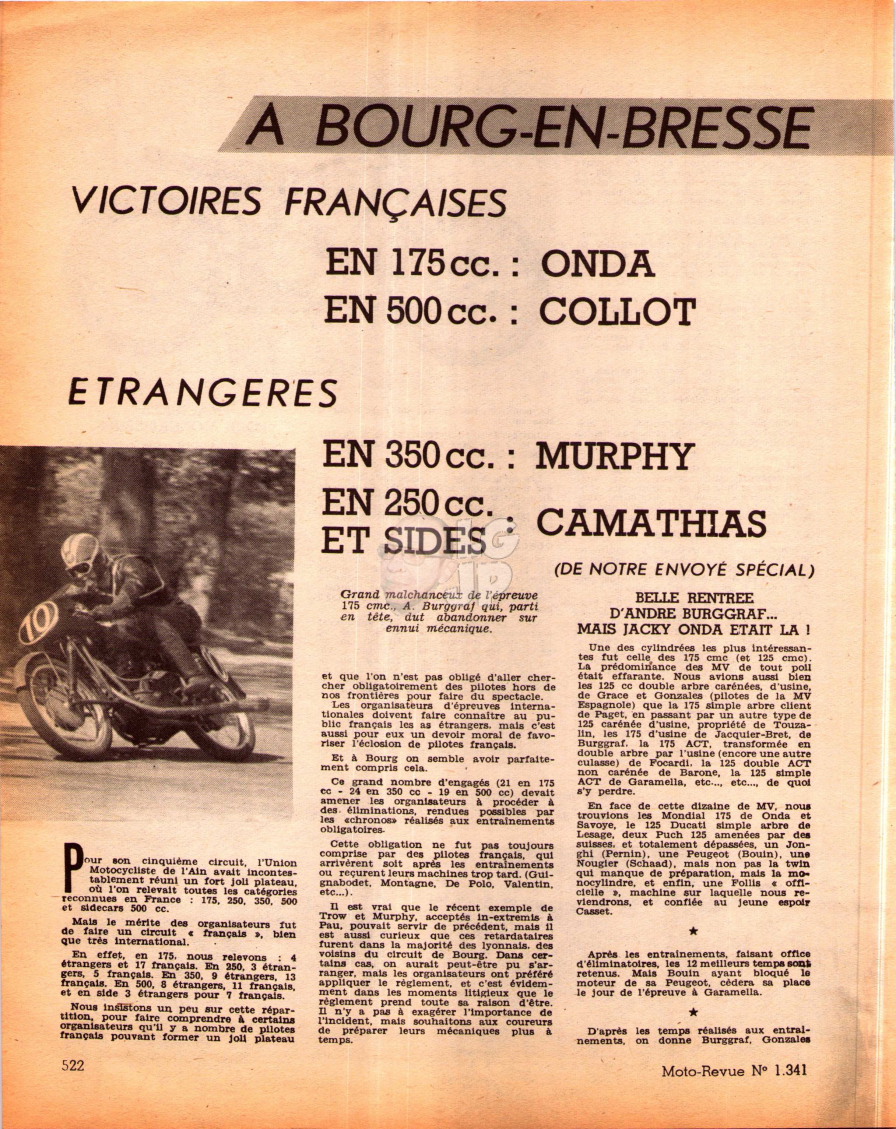 A BOURG-EN-BRESSE
VICTOIRES FRANÇAISES
EN 175 cc. : ONDA
EN 500 cc. : COLLOT
ETRANGERES
EN 350 cc. : MURPHY
EN 250 cc.
ET SIDES : CAMATHIAS
(DE NOTRE ENVOYÉ SPÉCIAL)
10
Grand malchanceux de l'épreuve
175 cmc., A. Burggraf qui, parti
en tête, dut abandonner sur
ennui mécanique.
Pour son cinquième circuit, l'Union
Motocycliste de l'Ain avait incontes-
tablement réuni un fort joli plateau,
où l'on relevait toutes les catégories
reconnues en France : 175, 250, 350, 500
et sidecars 500 cc.
Mais le mérite des organisateurs fut
de faire un circuit « français », bien
que très international.
En effet, en 175, nous relevons : 4
étrangers et 17 français. En 250, 3 étran-
gers, 5 français. En 350, 9 étrangers, 13
français. En 500, 8 étrangers, 11 français,
et en side 3 étrangers pour 7 français.
Nous insistons un peu sur cette répar-
tition, pour faire comprendre à certains
organisateurs qu'il y a nombre de pilotes
français pouvant former un joli plateau
et que l'on n'est pas obligé d'aller cher-
cher obligatoirement des pilotes hors de
nos frontières pour faire du spectacle.
Les organisateurs d'épreuves interna-
tionales doivent faire connaître au pu-
blic français les as étrangers, mais c'est
aussi pour eux un devoir moral de favo-
riser l'éclosion de pilotes français.
Et à Bourg on semble avoir parfaite-
ment compris cela.
Ce grand nombre d'engagés (21 en 175
cc - 24 en 350 cc - 19 en 500 cc) devait
amener les organisateurs à procéder à
des éliminations, rendues possibles par
les «chronos» réalisés aux entraînements
obligatoires.
Cette obligation ne fut pas toujours
comprise par des pilotes français, qui
arrivèrent soit après les entraînements
ou reçurent leurs machines trop tard. (Gui-
gnabodet, Montagne, De Polo, Valentin,
etc...).
Il est vrai que le récent exemple de
Trow et Murphy, acceptés in-extremis à
Pau, pouvait servir de précédent, mais il
est aussi curieux que ces retardataires
furent dans la majorité des lyonnais, des
voisins du circuit de Bourg. Dans cer-
tains cas, on aurait peut-être pu s'ar-
ranger, mais les organisateurs ont préféré
appliquer le règlement, et c'est évidem-
ment dans les moments litigieux que le
règlement prend toute sa raison d'être.
Il n'y a pas à exagérer l'importance de
l'incident, mais souhaitons aux coureurs
de préparer leurs mécaniques plus à
temps.
BELLE RENTREE
D'ANDRE BURGGRAF...
MAIS JACKY ONDA ETAIT LA !
Une des cylindrées les plus intéressan-
tes fut celle des 175 cmc (et 125 cmc).
La prédominance des MV de tout poil
était effarante. Nous avions aussi bien
les 125 cc double arbre carénées, d'usine,
de Grace et Gonzales (pilotes de la MV
Espagnole) que la 175 simple arbre client
de Paget, en passant par un autre type de
125 carénée d'usine, propriété de Touza-
lin, les 175 d'usine de Jacquier-Bret, de
Burggraf, la 175 ACT, transformée en
double arbre par l'usine (encore une autre
culasse) de Focardi, la 125 double ACT
non carénée de Barone, la 125 simple
ACT de Garamella, etc..., etc..., de quoi
s'y perdre.
En face de cette dizaine de MV, nous
trouvions les Mondial 175 de Onda et
Savoye, le 125 Ducati simple arbre de
Lesage, deux Puch 125 amenées par des
suisses, et totalement dépassées, un Jon-
ghi (Pernin), une Peugeot (Bouin), une
Nougier (Schaad), mais non pas la twin
qui manque de préparation, mais la mo-
nocylindre, et enfin, une Follis « offi-
cielle », machine sur laquelle nous re-
viendrons, et confiée au jeune espoir
Casset.
★
Après les entraînements, faisant office
d'éliminatoires, les 12 meilleurs temps sont
retenus. Mais Bouin ayant bloqué le
moteur de sa Peugeot, cédera sa place
le jour de l'épreuve à Garamella.
★
D'après les temps réalisés aux entraî-
nements, on donne Burggraf, Gonzales
522
Moto-Revue N° 1.341